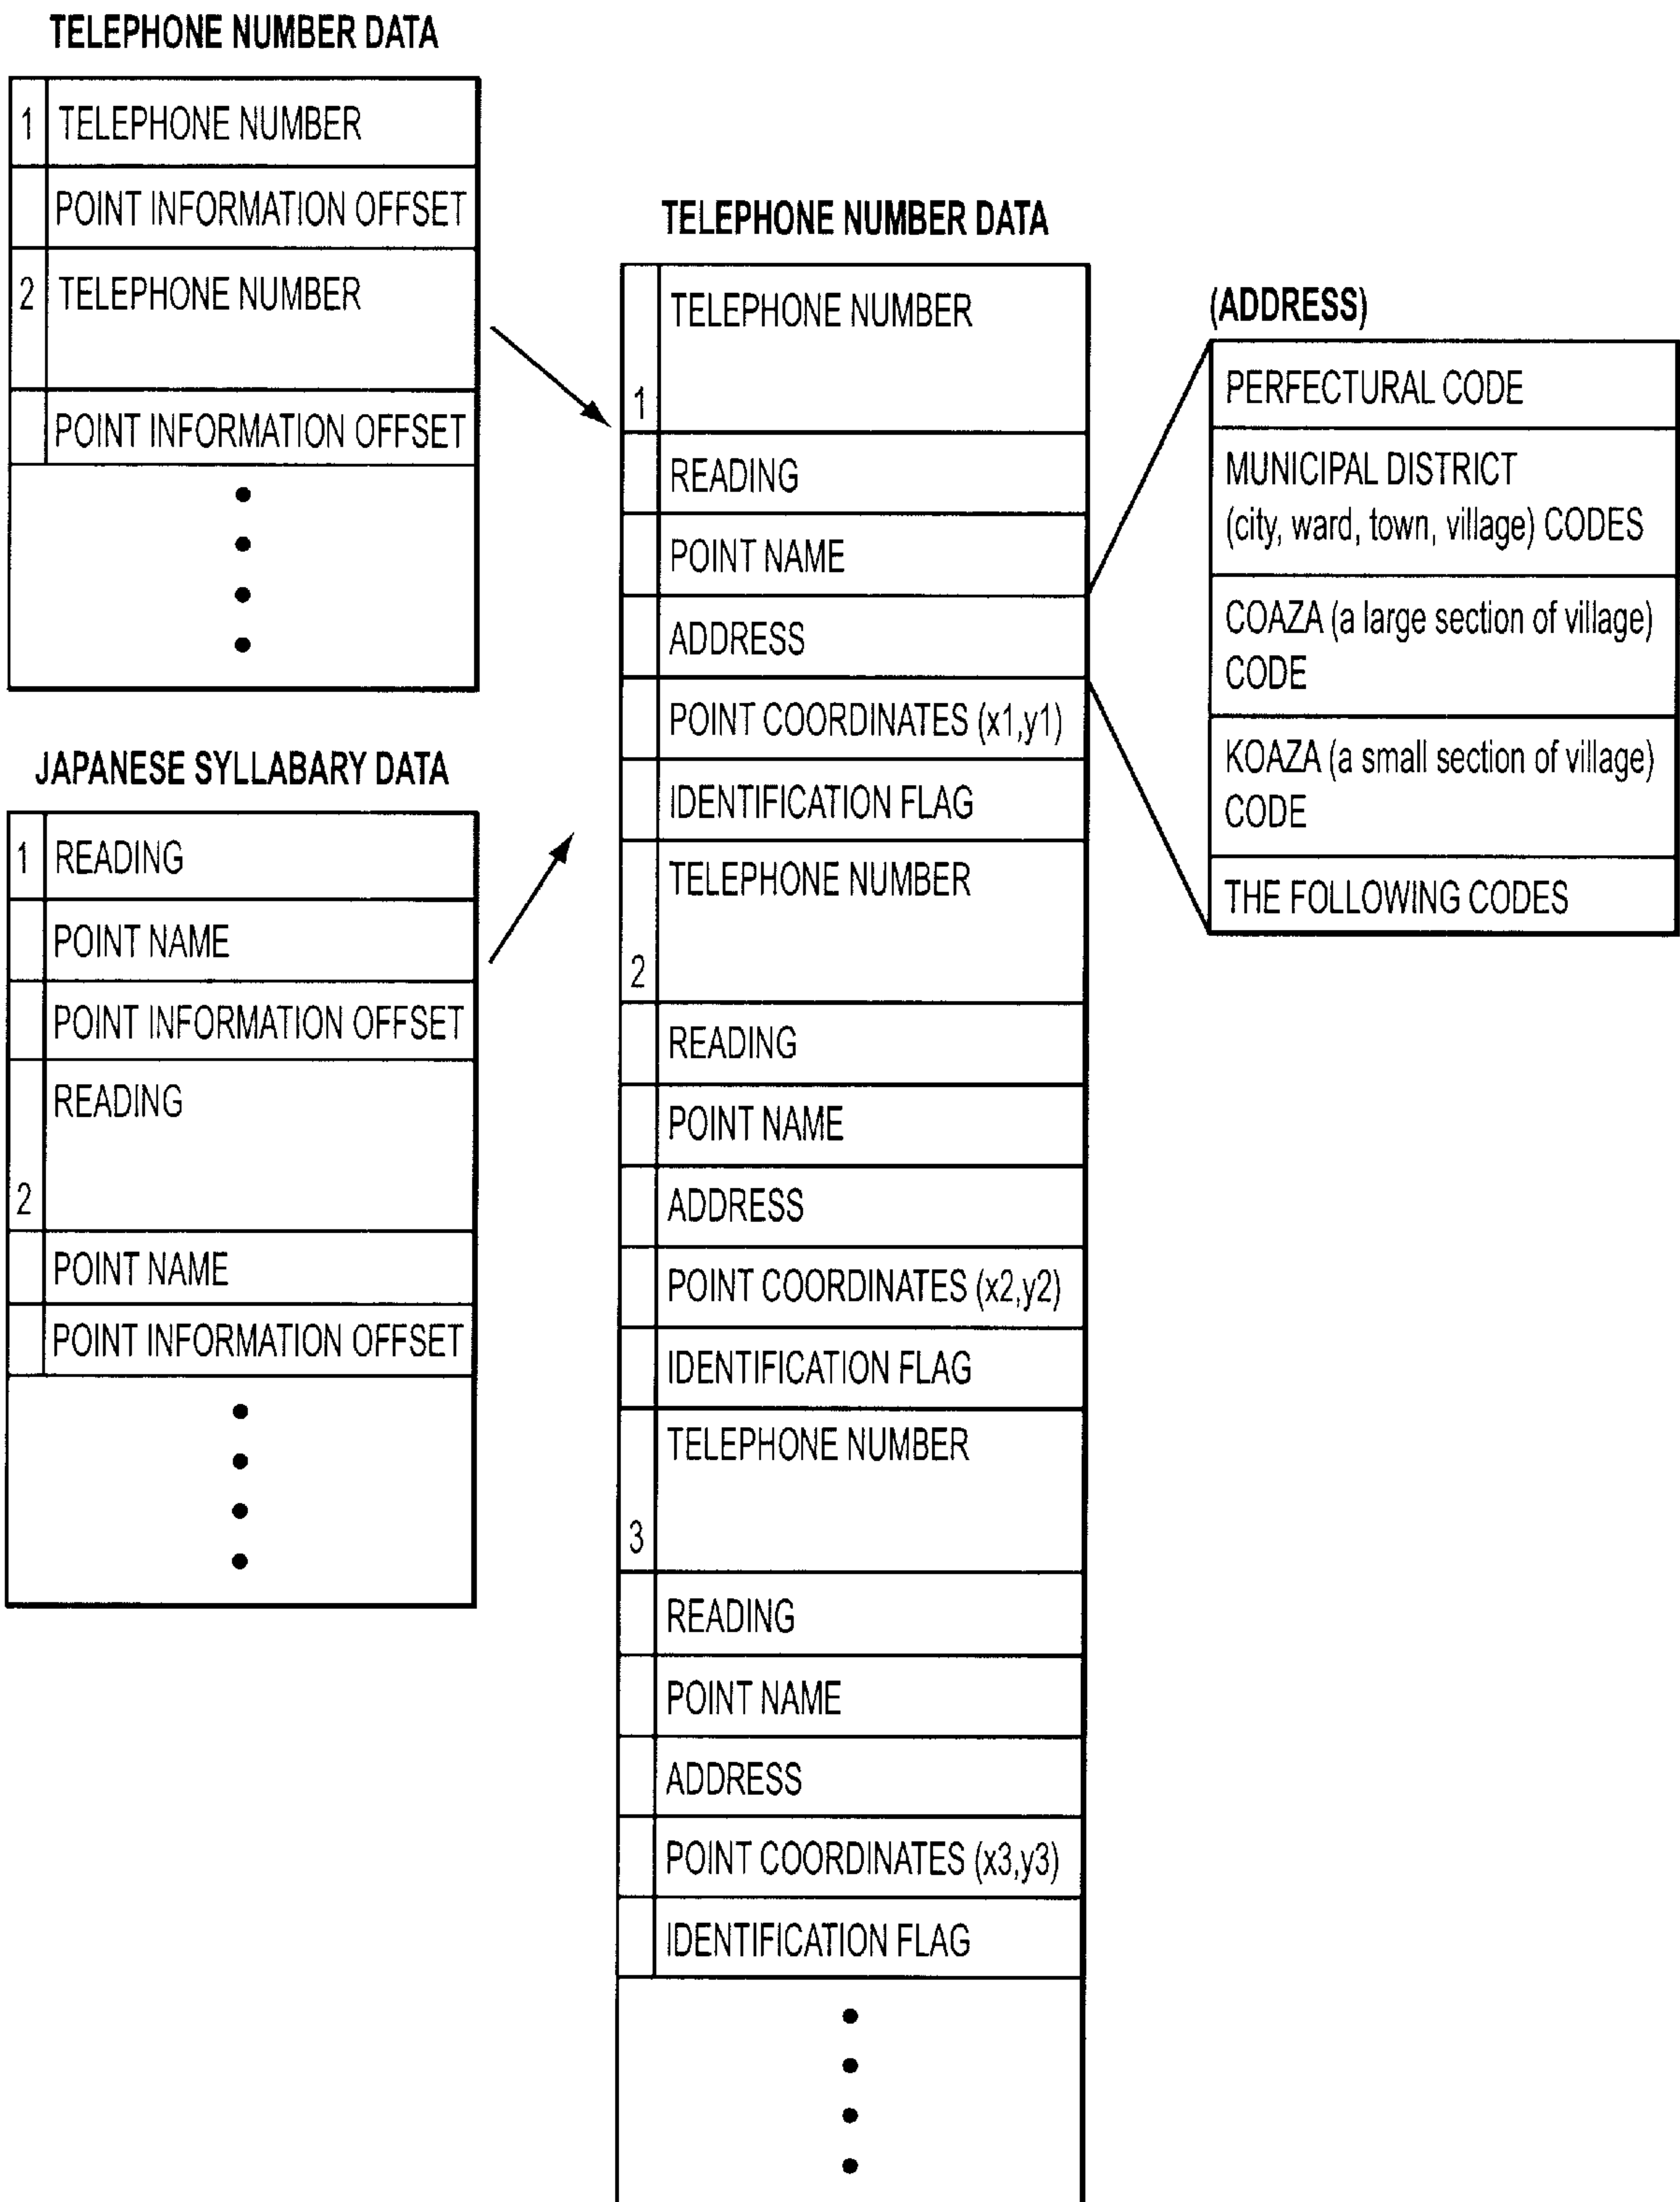 TELEPHONE NUMBER DATA
1 TELEPHONE NUMBER
POINT INFORMATION OFFSET
2 TELEPHONE NUMBER
POINT INFORMATION OFFSET
JAPANESE SYLLABARY DATA
1 READING
POINT NAME
POINT INFORMATION OFFSET
READING
2
POINT NAME
POINT INFORMATION OFFSET
TELEPHONE NUMBER DATA
TELEPHONE NUMBER
1
READING
POINT NAME
ADDRESS
POINT COORDINATES (x1,y1)
IDENTIFICATION FLAG
TELEPHONE NUMBER
2
READING
POINT NAME
ADDRESS
POINT COORDINATES (x2,y2)
IDENTIFICATION FLAG
TELEPHONE NUMBER
3
READING
POINT NAME
ADDRESS
POINT COORDINATES (x3,y3)
IDENTIFICATION FLAG
(ADDRESS)
PERFECTURAL CODE
MUNICIPAL DISTRICT
(city, ward, town, village) CODES
COAZA (a large section of village)
CODE
KOAZA (a small section of village)
CODE
THE FOLLOWING CODES